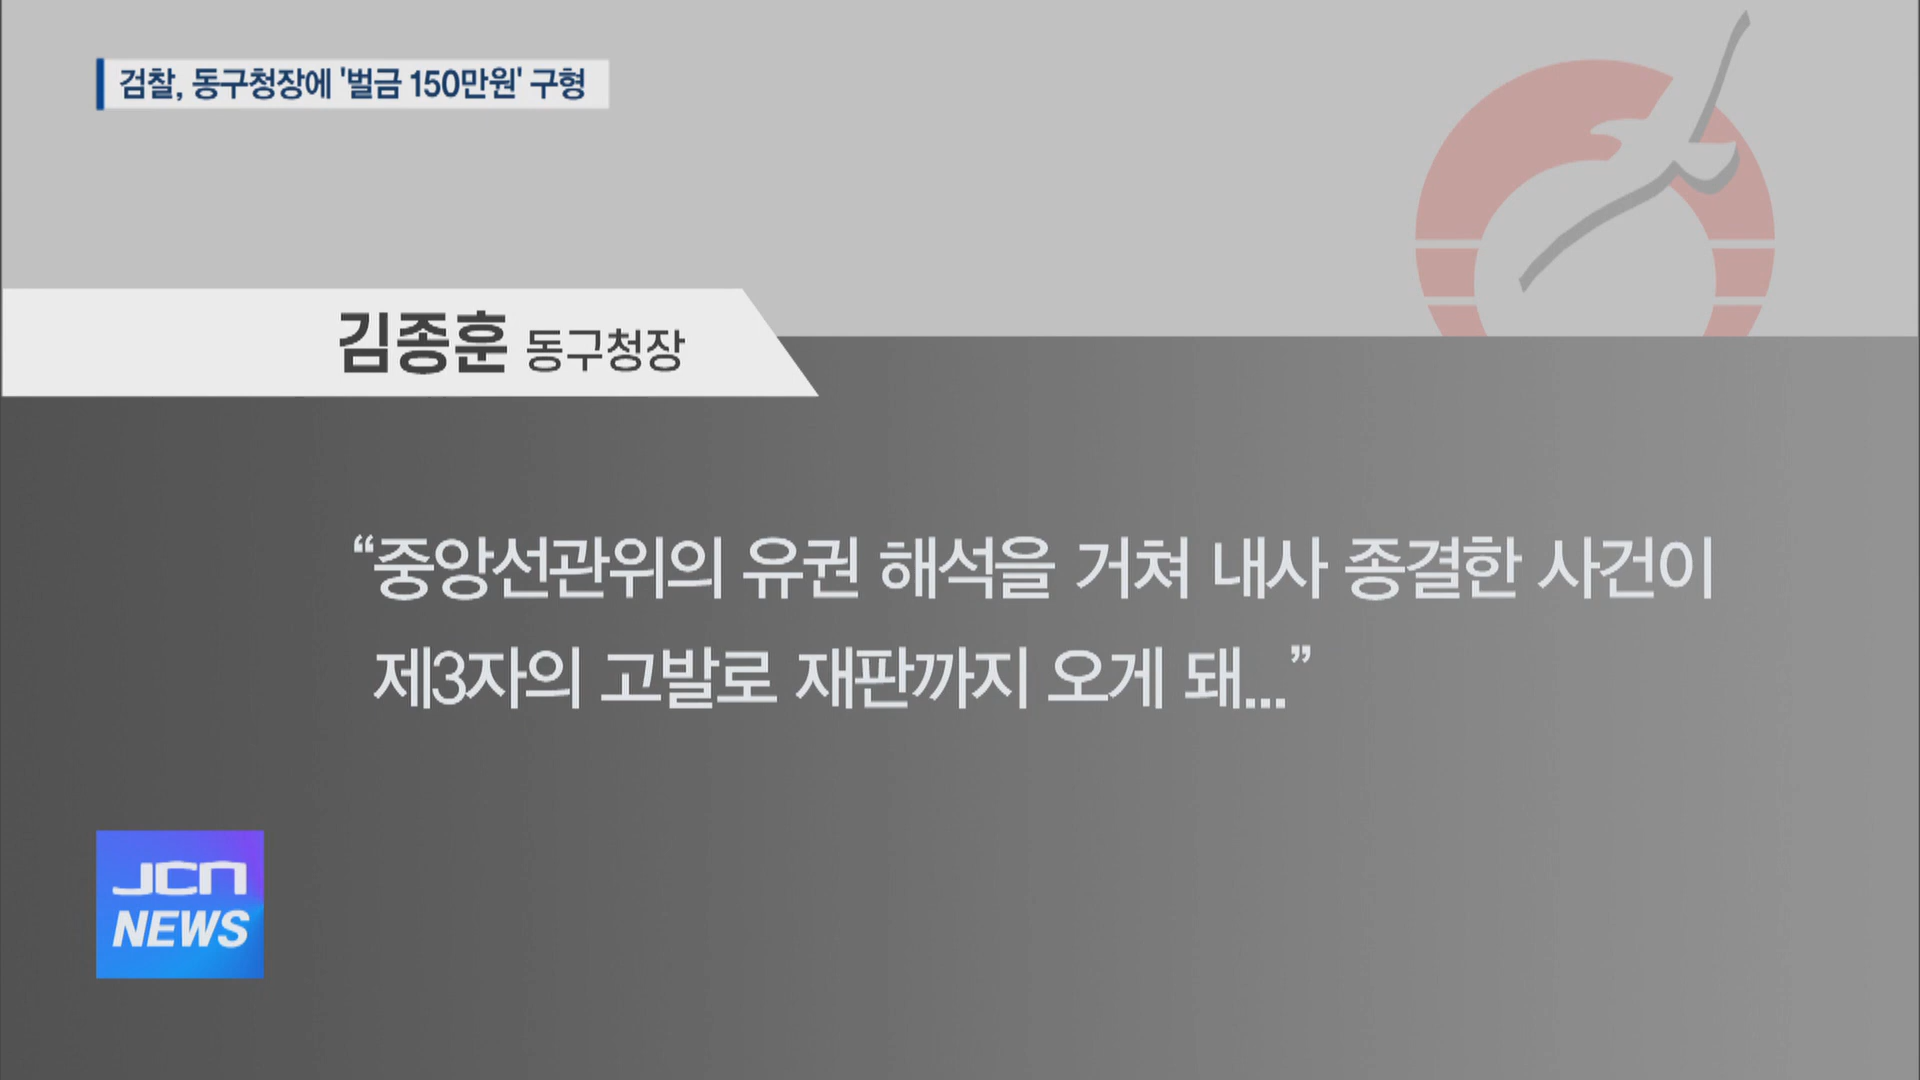 검찰, 동구청장에 '벌금 150만원' 구형
김종훈 동구청장
“중앙선관위의 유권 해석을 거쳐 내사 종결한 사건이
제3자의 고발로 재판까지 오게 돼...”
JCN
NEWS